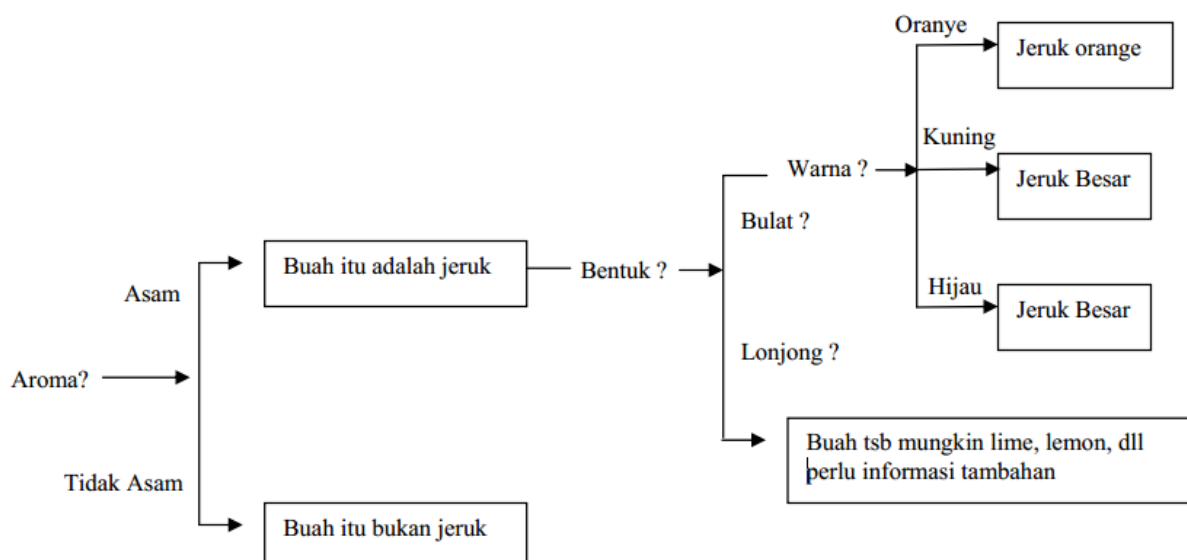 Oranye
Jeruk orange
Kuning
Warna ?
Jeruk Besar
Bulat ?
Buah itu adalah jeruk
Bentuk ?
Asam
Hijau
Jeruk Besar
Lonjong ?
Aroma?
Buah tsb mungkin lime, lemon, dll
perlu informasi tambahan
Tidak Asam
Buah itu bukan jeruk